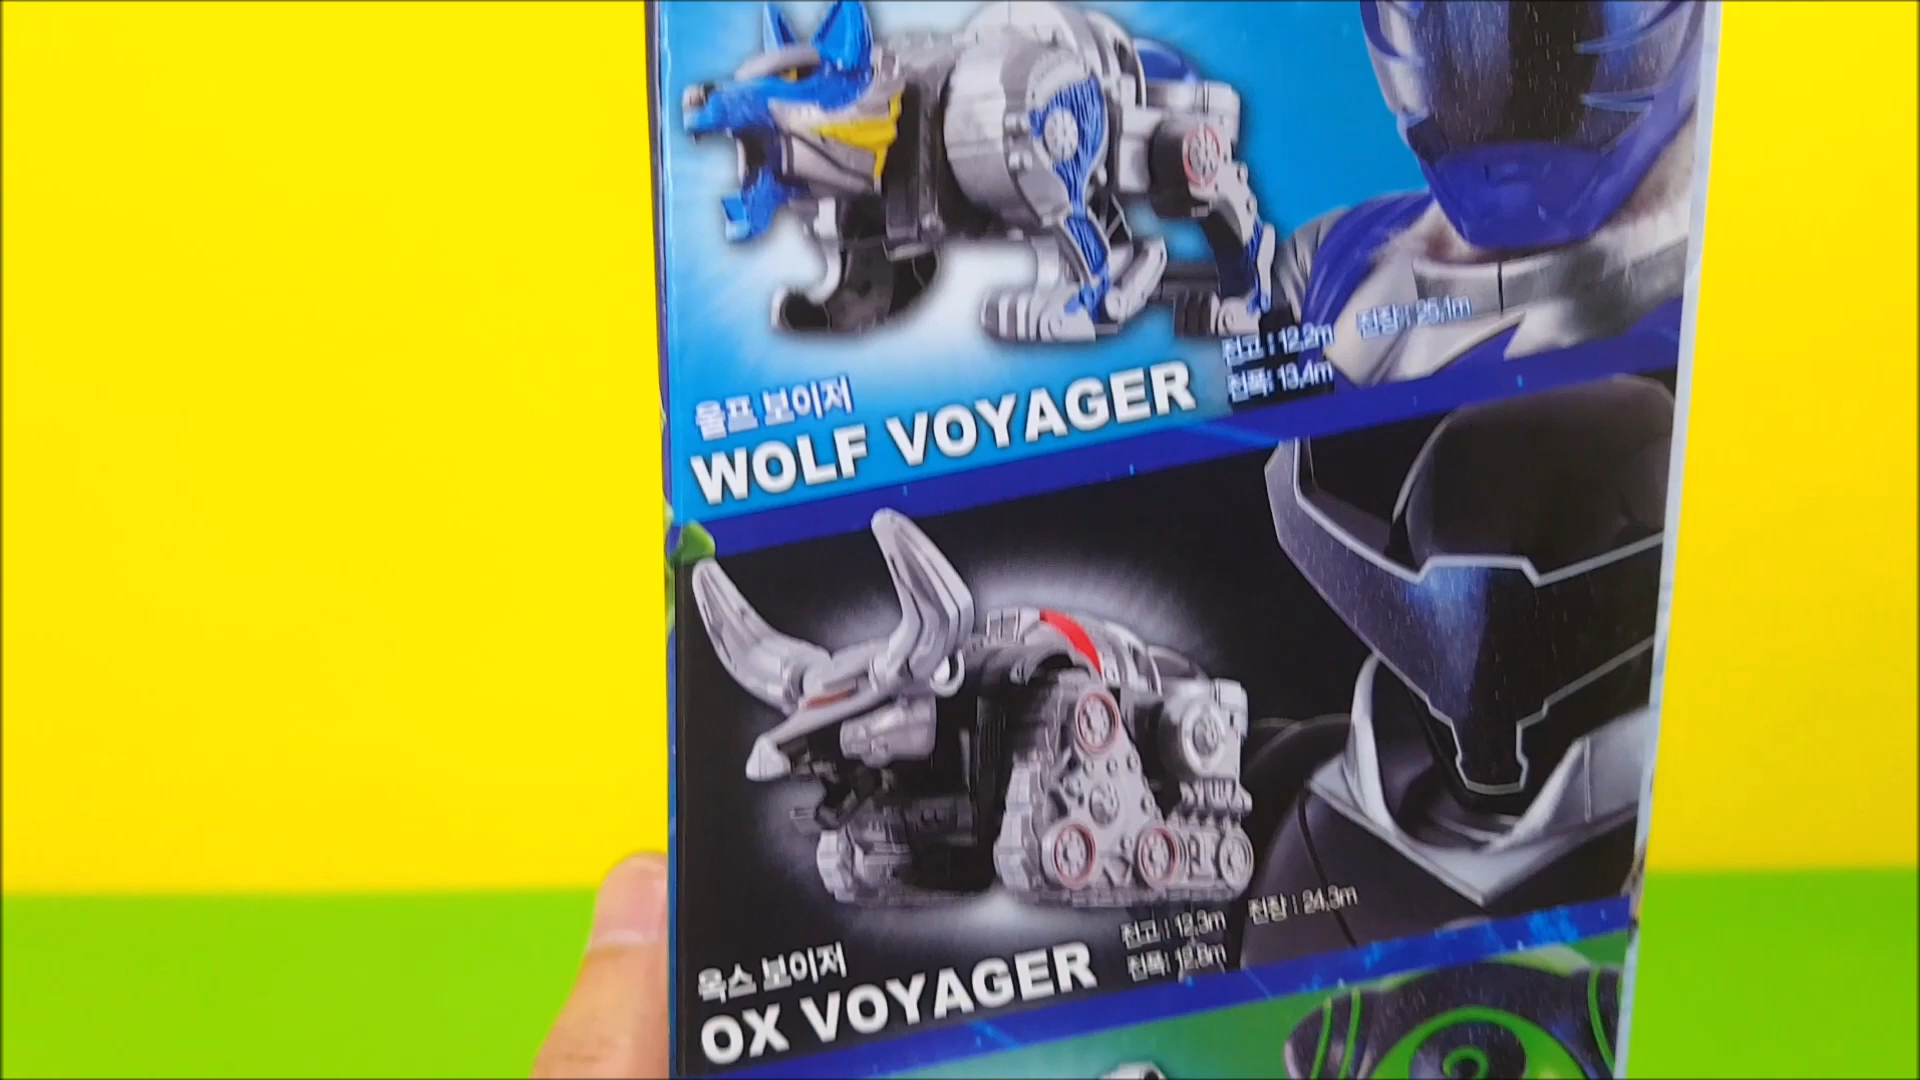 전고 : 12.2m 전장 : 25.1m
전폭: 13.4m
울프 보이저
WOLF VOYAGER
전고 : 12.3m 전장 : 24.3m
전폭: 12.8m
옥스 보이저
OX VOYAGER